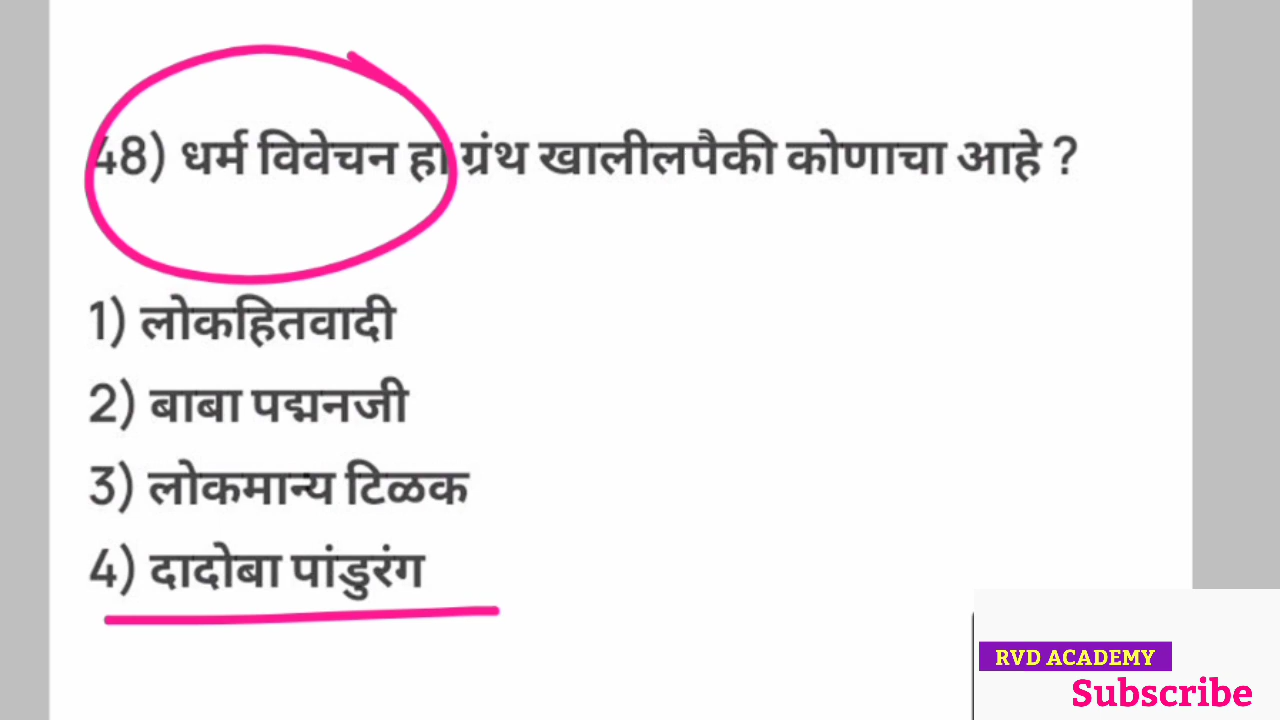 48) धर्म विवेचन हा ग्रंथ खालीलपैकी कोणाचा आहे ?
1) लोकहितवादी
2) बाबा पद्मनजी
3) लोकमान्य टिळक
4) दादोबा पांडुरंग
RVD ACADEMY
Subscribe